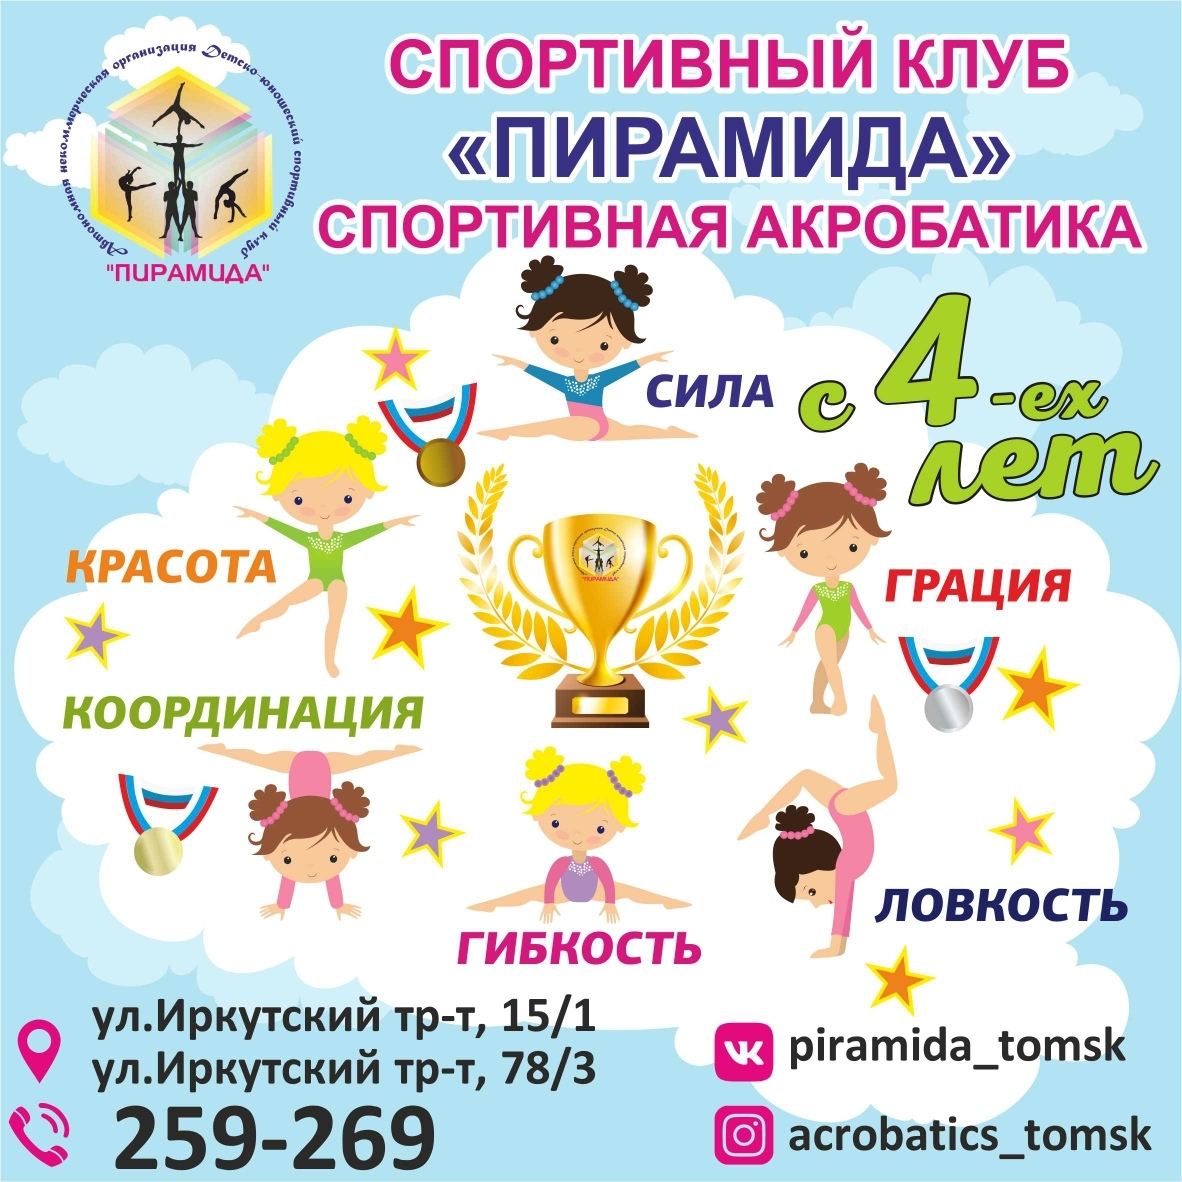 Автономная некоммерческая организация Детско-юношеский спортивный клуб
"ПИРАМИДА"
СПОРТИВНЫЙ КЛУБ
«ПИРАМИДА»
СПОРТИВНАЯ АКРОБАТИКА
с 4-ех
лет
СИЛА
КРАСОТА
ГРАЦИЯ
КООРДИНАЦИЯ
ЛОВКОСТЬ
ГИБКОСТЬ
"ПИРАМИДА"
ул.Иркутский тр-т, 15/1
ул.Иркутский тр-т, 78/3
259-269
piramida_tomsk
acrobatics_tomsk